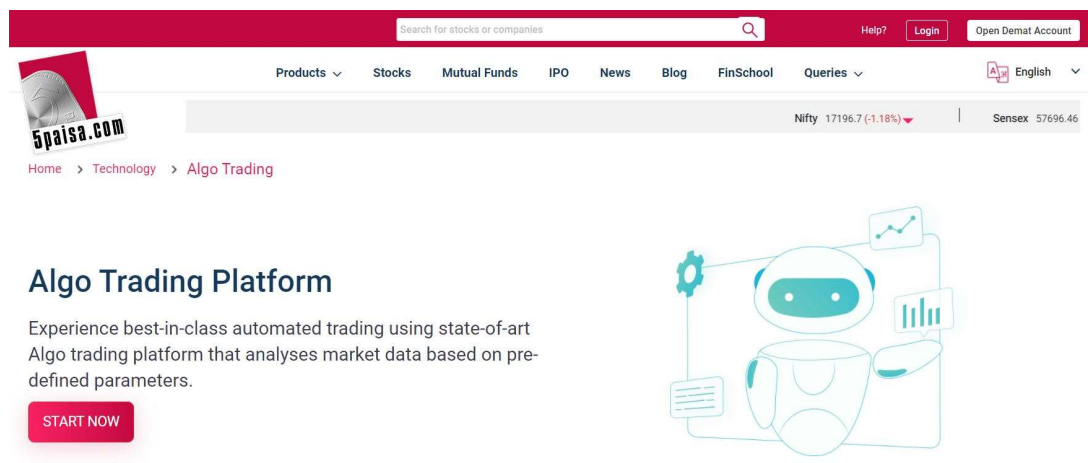 Search for stocks or companies
Help?
Login
Open Demat Account
Products
Stocks
Mutual Funds
IPO
News
Blog
FinSchool
Queries
English
5paisa.com
Nifty 17196.7 (-1.18%)
Sensex 57696.46
Home > Technology > Algo Trading
Algo Trading Platform
Experience best-in-class automated trading using state-of-art
Algo trading platform that analyses market data based on pre-
defined parameters.
START NOW